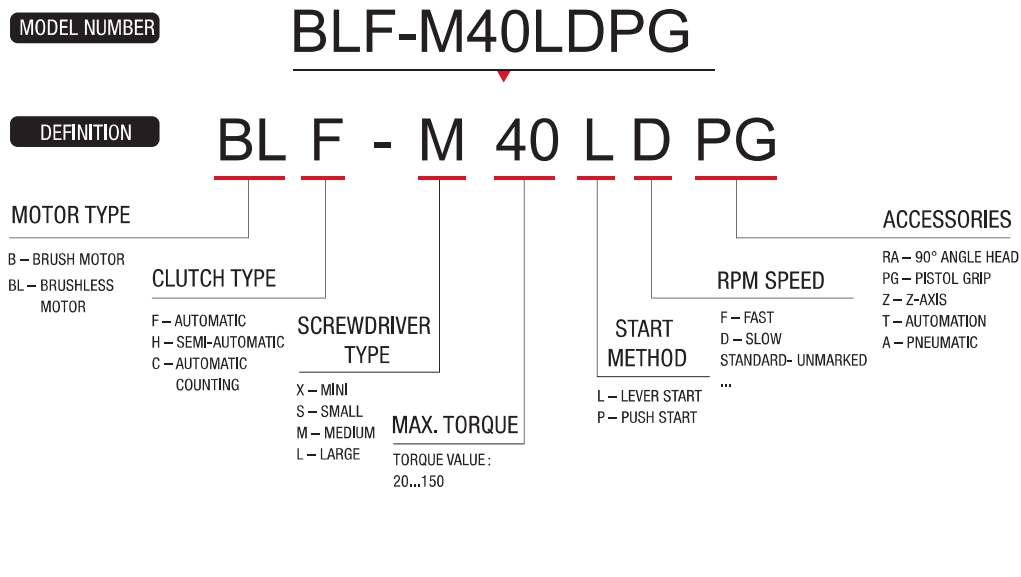 MODEL NUMBER
BLF-M40LDPG
DEFINITION
BL F - M 40 L D PG
MOTOR TYPE
B – BRUSH MOTOR
BL – BRUSHLESS
MOTOR
CLUTCH TYPE
F – AUTOMATIC
H – SEMI-AUTOMATIC
C – AUTOMATIC
COUNTING
SCREWDRIVER
TYPE
X – MINI
S – SMALL
M – MEDIUM
L – LARGE
MAX. TORQUE
TORQUE VALUE :
20...150
START
METHOD
L – LEVER START
P – PUSH START
RPM SPEED
F – FAST
D – SLOW
STANDARD- UNMARKED
...
ACCESSORIES
RA – 90° ANGLE HEAD
PG – PISTOL GRIP
Z – Z-AXIS
T – AUTOMATION
A – PNEUMATIC